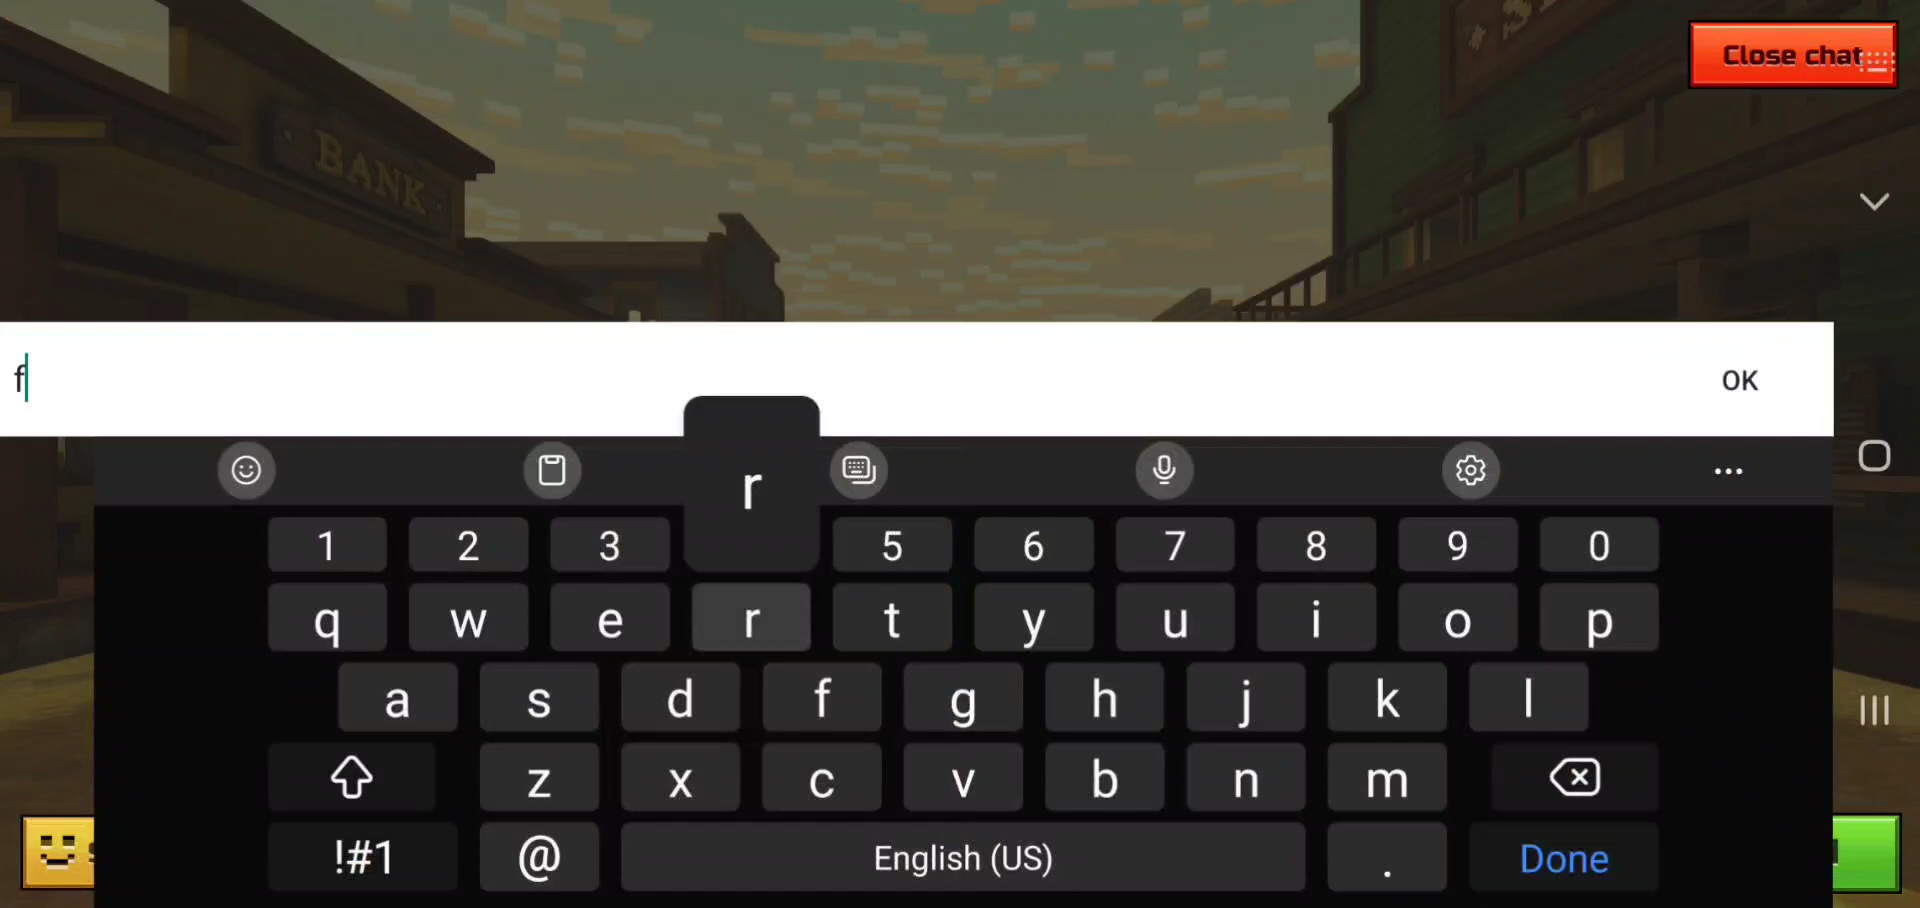 BANK
Close chat
f
OK
r
1 2 3 5 6 7 8 9 0
q w e r t y u i o p
a s d f g h j k l
z x c v b n m
!#1 @ English (US) . Done